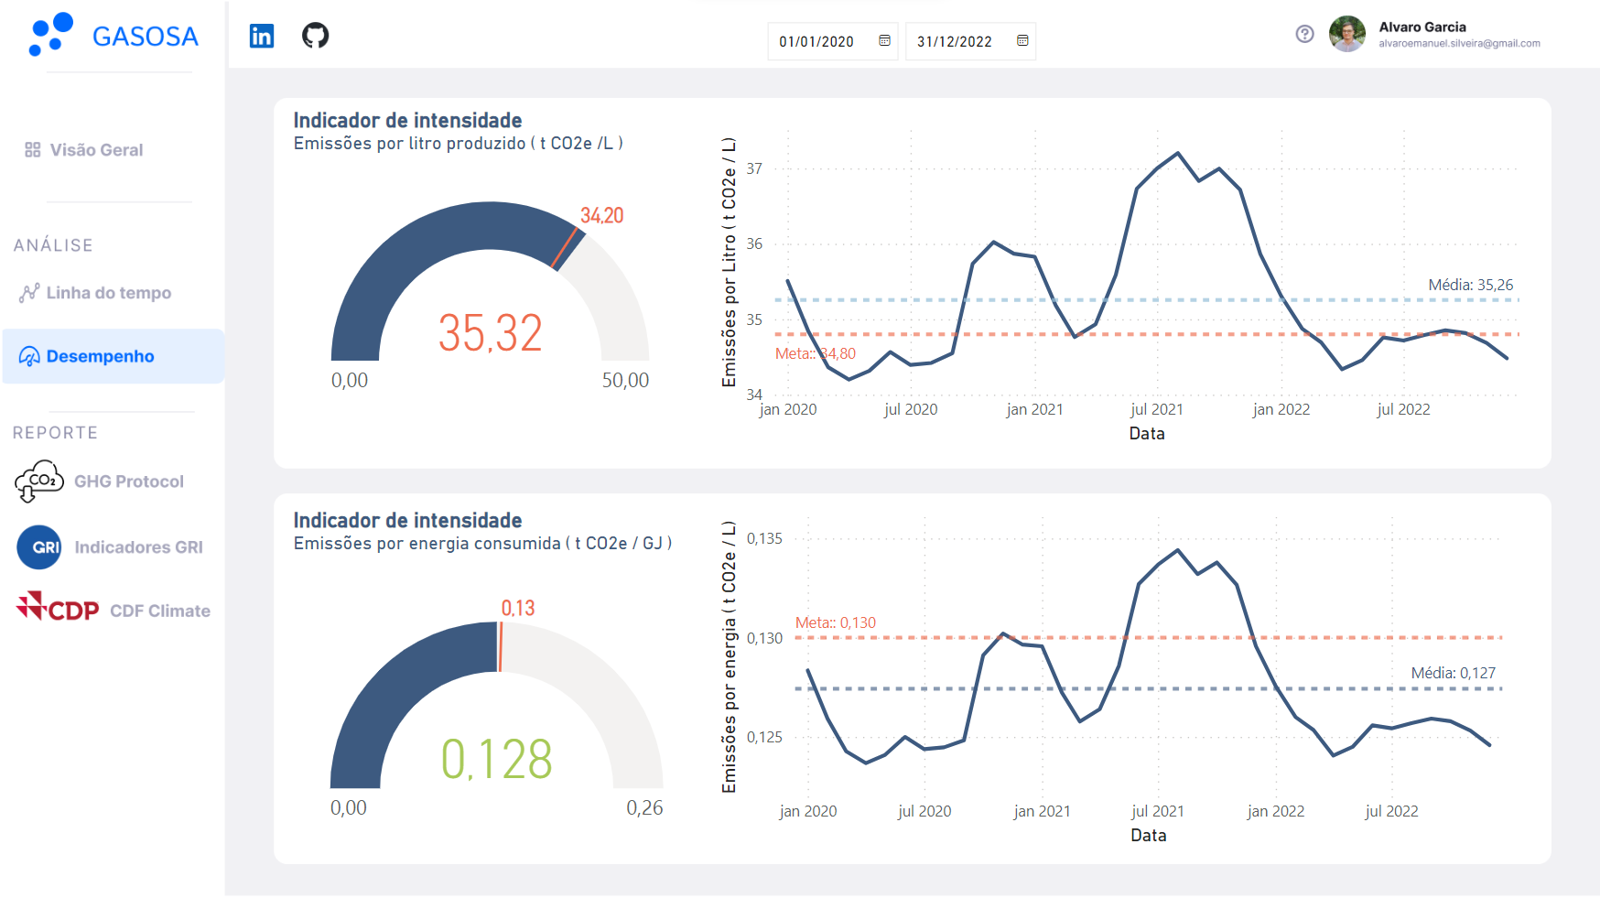 GASOSA
in
01/01/2020
31/12/2022
Alvaro Garcia
alvaroemanuel.silveira@gmail.com
Visão Geral
ANÁLISE
Linha do tempo
Desempenho
REPORTE
CO₂
GHG Protocol
GRI
Indicadores GRI
CDP
CDF Climate
Indicador de intensidade
Emissões por litro produzido ( t CO2e /L )
34,20
35,32
0,00
50,00
Emissões por Litro ( t CO2e / L)
37
36
35
34
Média: 35,26
Meta:: 34,80
jan 2020
jul 2020
jan 2021
jul 2021
jan 2022
jul 2022
Data
Indicador de intensidade
Emissões por energia consumida ( t CO2e / GJ )
0,13
0,128
0,00
0,26
Emissões por energia ( t CO2e / L)
0,135
0,130
0,125
Meta:: 0,130
Média: 0,127
jan 2020
jul 2020
jan 2021
jul 2021
jan 2022
jul 2022
Data